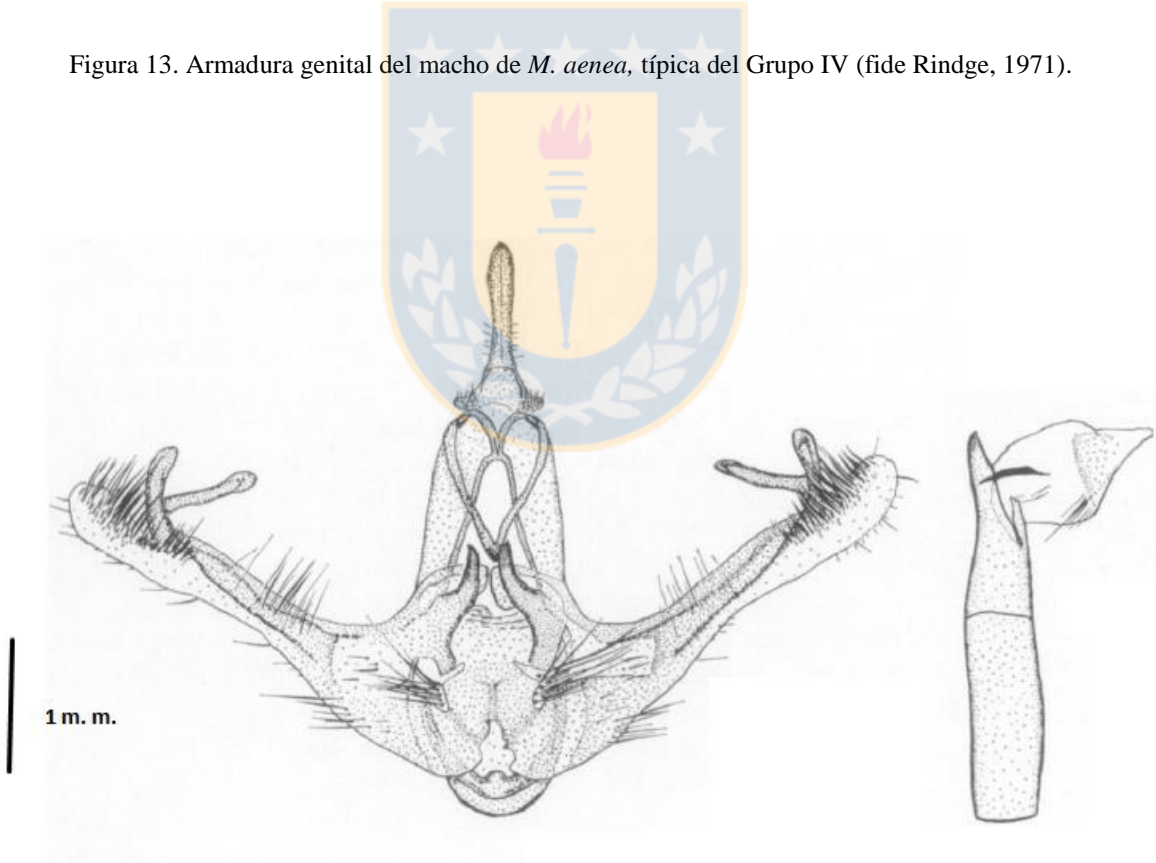 Figura 13. Armadura genital del macho de M. aenea, típica del Grupo IV (fide Rindge, 1971).
1 m. m.